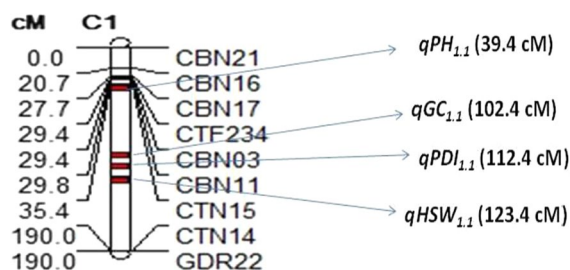 cM C1
0.0 CBN21
20.7 CBN16
27.7 CBN17
29.4 CTF234
29.4 CBN03
29.8 CBN11
35.4 CTN15
190.0 CTN14
190.0 GDR22
qPH1.1 (39.4 cM)
qGC1.1 (102.4 cM)
qPDI1.1 (112.4 cM)
qHSW1.1 (123.4 cM)